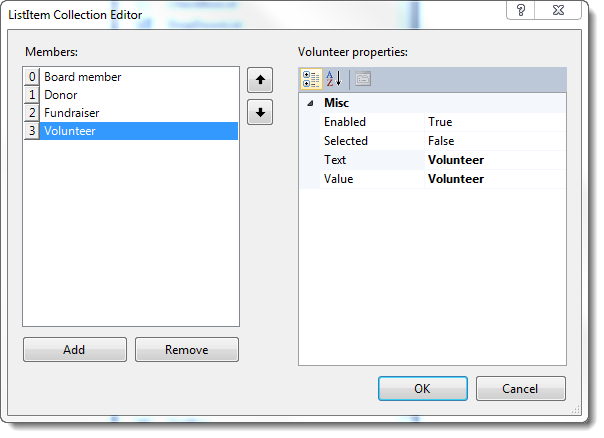 ListItem Collection Editor
Members:
0 Board member
1 Donor
2 Fundraiser
3 Volunteer
Add Remove
Volunteer properties:
Misc
Enabled True
Selected False
Text Volunteer
Value Volunteer
OK Cancel